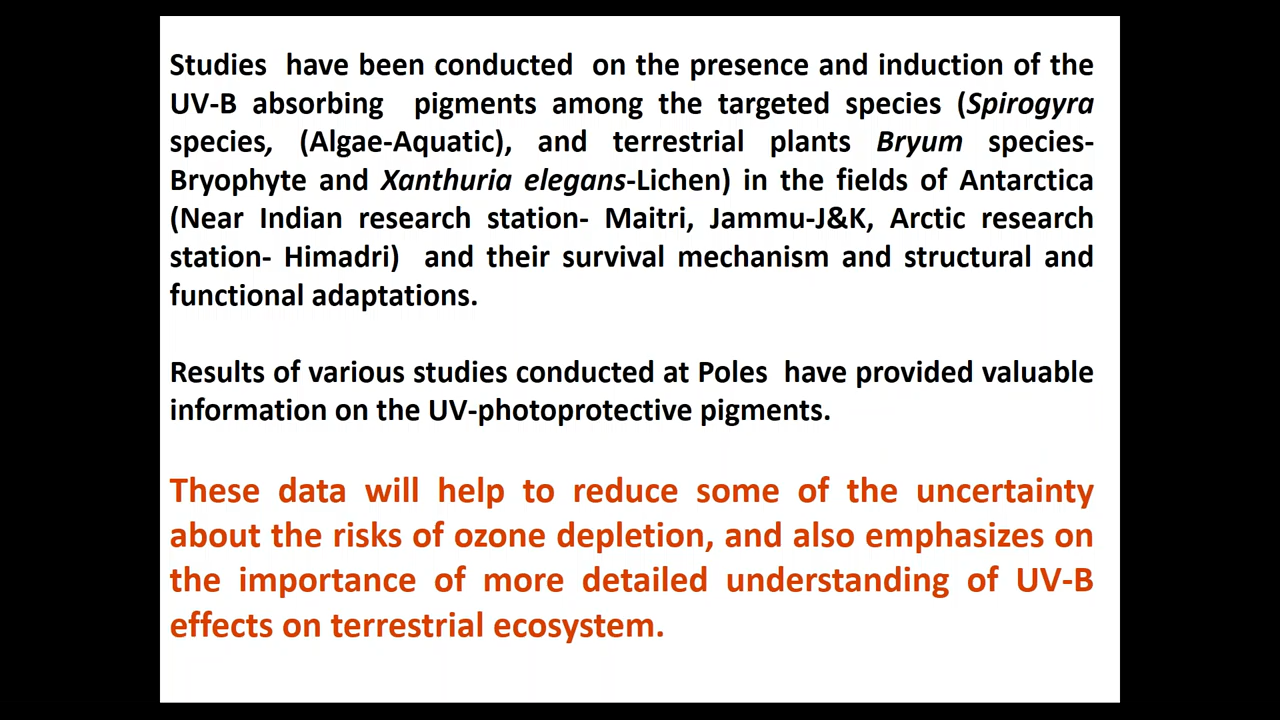 Studies have been conducted on the presence and induction of the
UV-B absorbing pigments among the targeted species (Spirogyra
species, (Algae-Aquatic), and terrestrial plants Bryum species-
Bryophyte and Xanthuria elegans-Lichen) in the fields of Antarctica
(Near Indian research station- Maitri, Jammu-J&K, Arctic research
station- Himadri) and their survival mechanism and structural and
functional adaptations.
Results of various studies conducted at Poles have provided valuable
information on the UV-photoprotective pigments.
These data will help to reduce some of the uncertainty
about the risks of ozone depletion, and also emphasizes on
the importance of more detailed understanding of UV-B
effects on terrestrial ecosystem.